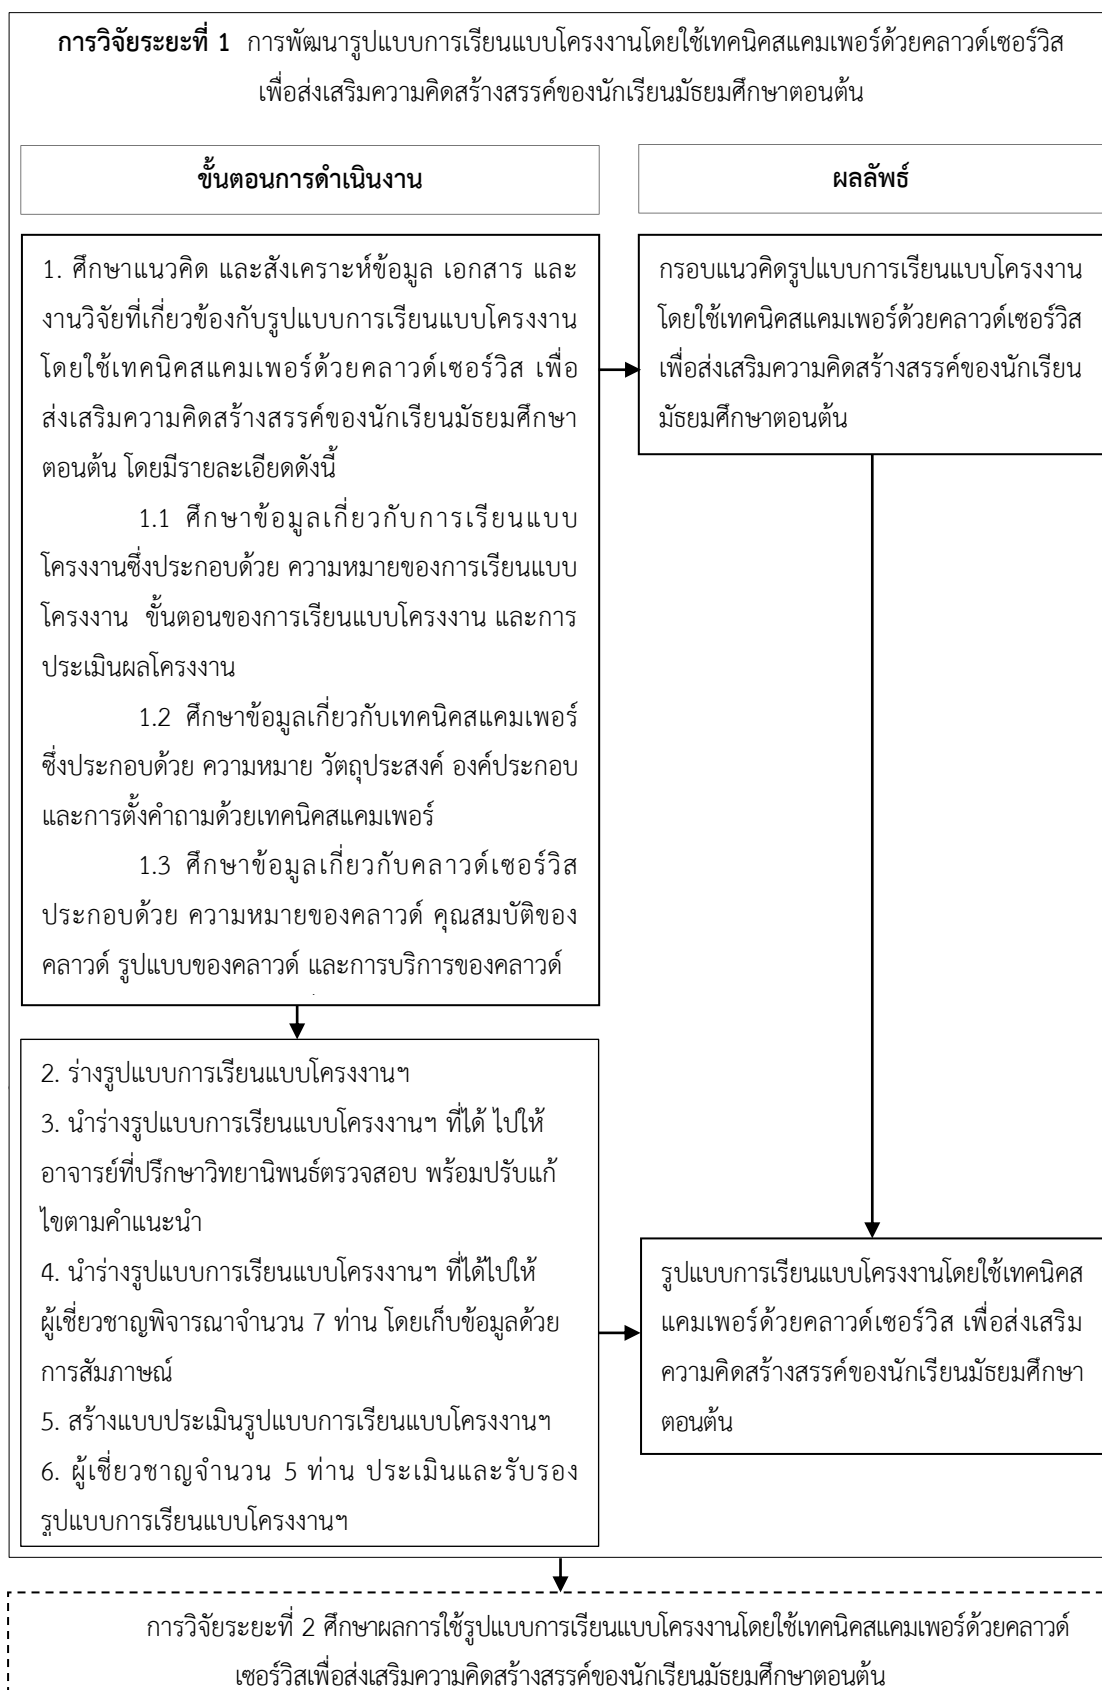 การวิจัยระยะที่ 1 การพัฒนารูปแบบการเรียนแบบโครงงานโดยใช้เทคนิคสแคมเพอร์ด้วยคลาวด์เซอร์วิส
เพื่อส่งเสริมความคิดสร้างสรรค์ของนักเรียนมัธยมศึกษาตอนต้น
ขั้นตอนการดำเนินงาน
ผลลัพธ์
1. ศึกษาแนวคิด และสังเคราะห์ข้อมูล เอกสาร และ
งานวิจัยที่เกี่ยวข้องกับรูปแบบการเรียนแบบโครงงาน
โดยใช้เทคนิคสแคมเพอร์ด้วยคลาวด์เซอร์วิส เพื่อ
ส่งเสริมความคิดสร้างสรรค์ของนักเรียนมัธยมศึกษา
ตอนต้น โดยมีรายละเอียดดังนี้
1.1 ศึกษาข้อมูลเกี่ยวกับการเรียนแบบ
โครงงานซึ่งประกอบด้วย ความหมายของการเรียนแบบ
โครงงาน ขั้นตอนของการเรียนแบบโครงงาน และการ
ประเมินผลโครงงาน
1.2 ศึกษาข้อมูลเกี่ยวกับเทคนิคสแคมเพอร์
ซึ่งประกอบด้วย ความหมาย วัตถุประสงค์ องค์ประกอบ
และการตั้งคำถามด้วยเทคนิคสแคมเพอร์
1.3 ศึกษาข้อมูลเกี่ยวกับคลาวด์เซอร์วิส
ประกอบด้วย ความหมายของคลาวด์ คุณสมบัติของ
คลาวด์ รูปแบบของคลาวด์ และการบริการของคลาวด์
กรอบแนวคิดรูปแบบการเรียนแบบโครงงาน
โดยใช้เทคนิคสแคมเพอร์ด้วยคลาวด์เซอร์วิส
เพื่อส่งเสริมความคิดสร้างสรรค์ของนักเรียน
มัธยมศึกษาตอนต้น
2. ร่างรูปแบบการเรียนแบบโครงงานฯ
3. นำร่างรูปแบบการเรียนแบบโครงงานฯ ที่ได้ ไปให้
อาจารย์ที่ปรึกษาวิทยานิพนธ์ตรวจสอบ พร้อมปรับแก้
ไขตามคำแนะนำ
4. นำร่างรูปแบบการเรียนแบบโครงงานฯ ที่ได้ไปให้
ผู้เชี่ยวชาญพิจารณาจำนวน 7 ท่าน โดยเก็บข้อมูลด้วย
การสัมภาษณ์
5. สร้างแบบประเมินรูปแบบการเรียนแบบโครงงานฯ
6. ผู้เชี่ยวชาญจำนวน 5 ท่าน ประเมินและรับรอง
รูปแบบการเรียนแบบโครงงานฯ
รูปแบบการเรียนแบบโครงงานโดยใช้เทคนิคส
แคมเพอร์ด้วยคลาวด์เซอร์วิส เพื่อส่งเสริม
ความคิดสร้างสรรค์ของนักเรียนมัธยมศึกษา
ตอนต้น
การวิจัยระยะที่ 2 ศึกษาผลการใช้รูปแบบการเรียนแบบโครงงานโดยใช้เทคนิคสแคมเพอร์ด้วยคลาวด์
เซอร์วิสเพื่อส่งเสริมความคิดสร้างสรรค์ของนักเรียนมัธยมศึกษาตอนต้น